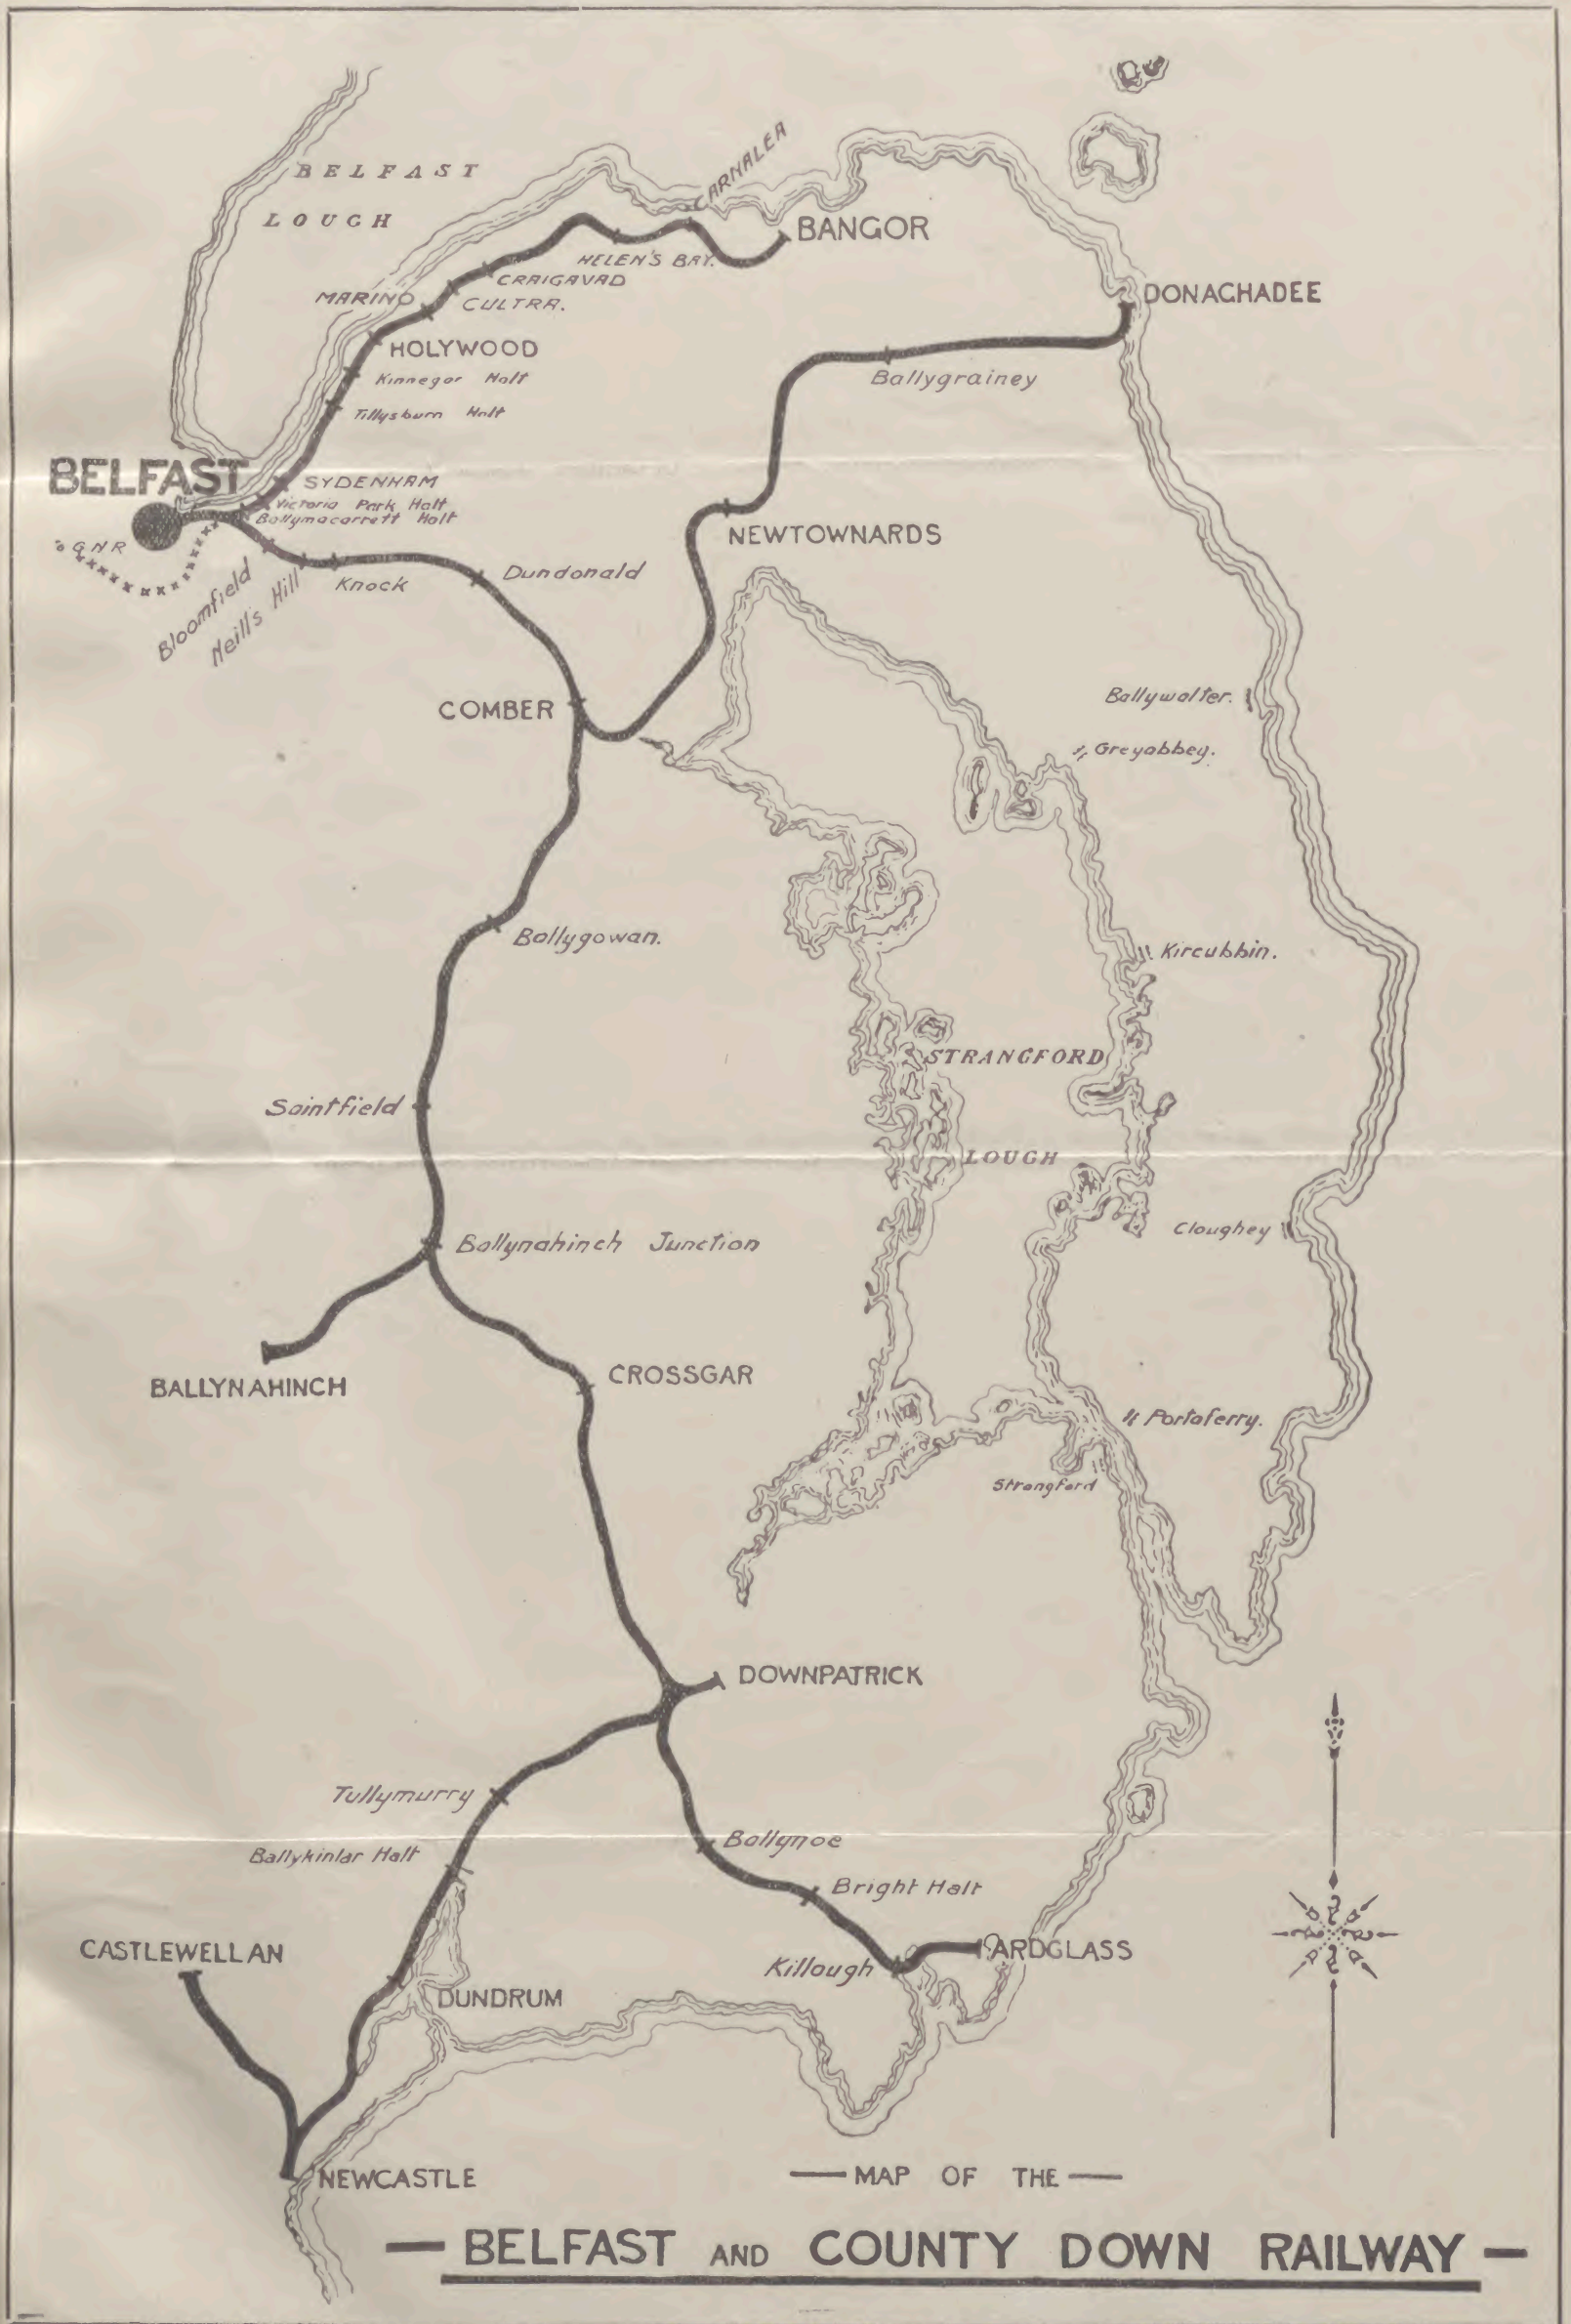 BELFAST
LOUGH
CARNALEA
BANGOR
HELEN'S BAY.
CRAIGAVAD
MARINO
CULTRA.
DONAGHADEE
HOLYWOOD
Kinnegar Halt
Ballygrainey
Tillysburn Halt
BELFAST
SYDENHAM
Victoria Park Halt
Ballymacarrett Halt
GNR
NEWTOWNARDS
Bloomfield
Neill's Hill
Knock
Dundonald
COMBER
Ballywalter.
Greyabbey.
Ballygowan.
Kircubbin.
STRANGFORD
Saintfield
LOUGH
Cloughey
Ballynahinch Junction
BALLYNAHINCH
CROSSGAR
Portaferry.
Strangford
DOWNPATRICK
Tullymurry
Ballynoe
Ballykinlar Halt
Bright Halt
CASTLEWELLAN
Killough
ARDGLASS
DUNDRUM
NEWCASTLE
— MAP OF THE —
— BELFAST AND COUNTY DOWN RAILWAY —